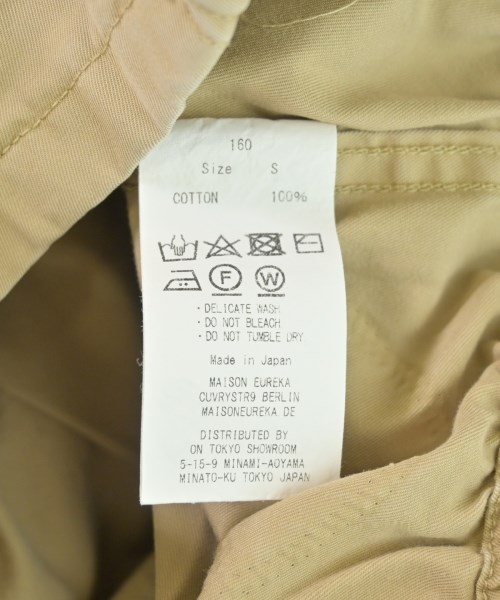 160
Size S
COTTON 100%
F W
・DELICATE WASH
・DO NOT BLEACH
・DO NOT TUMBLE DRY
Made in Japan
MAISON EUREKA
CUVRYSTR9 BERLIN
MAISONEUREKA DE
DISTRIBUTED BY
ON TOKYO SHOWROOM
5-15-9 MINAMI-AOYAMA
MINATO-KU TOKYO JAPAN